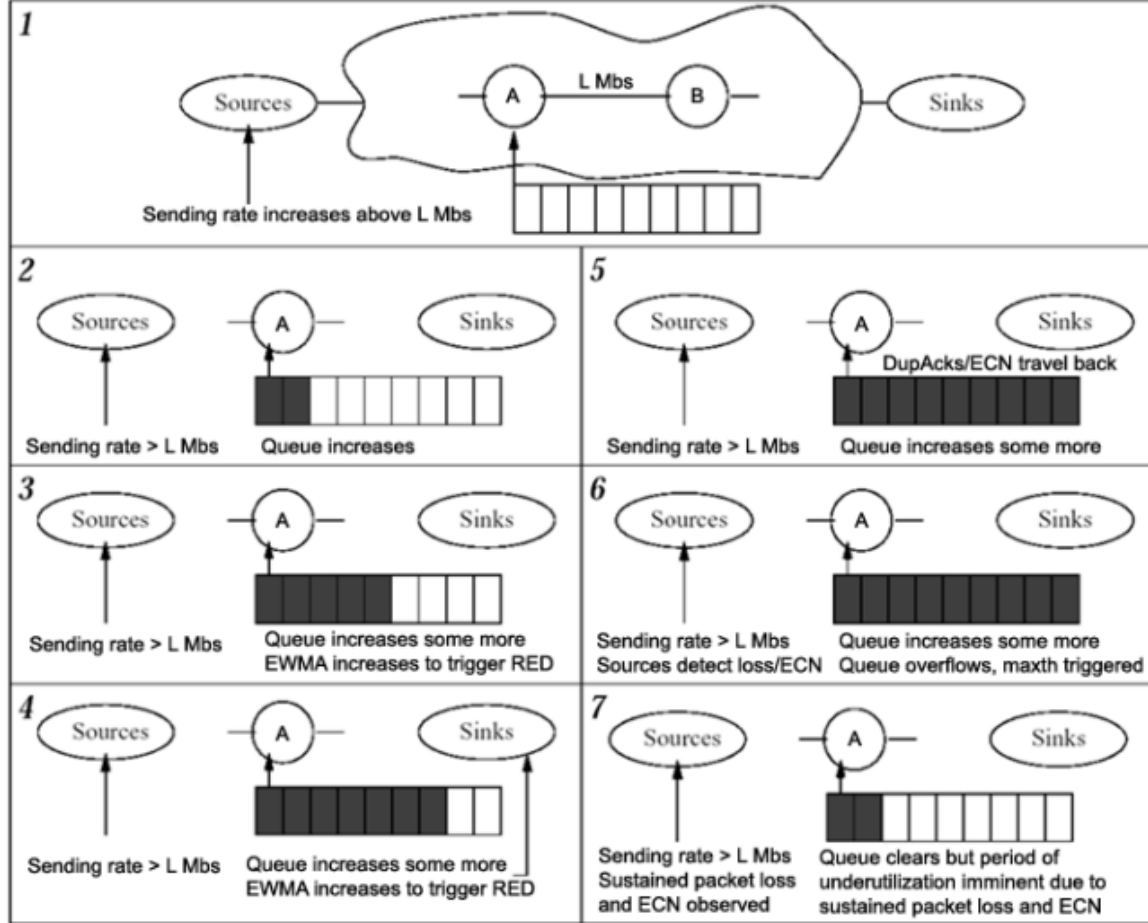 1
L Mbs
Sources
A
B
Sinks
Sending rate increases above L Mbs
2
Sources
A
Sinks
Sending rate > L Mbs
Queue increases
3
Sources
A
Sinks
Sending rate > L Mbs
Queue increases some more
EWMA increases to trigger RED
4
Sources
A
Sinks
Sending rate > L Mbs
Queue increases some more
EWMA increases to trigger RED
5
Sources
A
Sinks
DupAcks/ECN travel back
Sending rate > L Mbs
Queue increases some more
6
Sources
A
Sinks
Sending rate > L Mbs
Sources detect loss/ECN
Queue increases some more
Queue overflows, maxth triggered
7
Sources
A
Sinks
Sending rate > L Mbs
Sustained packet loss
and ECN observed
Queue clears but period of
underutilization imminent due to
sustained packet loss and ECN